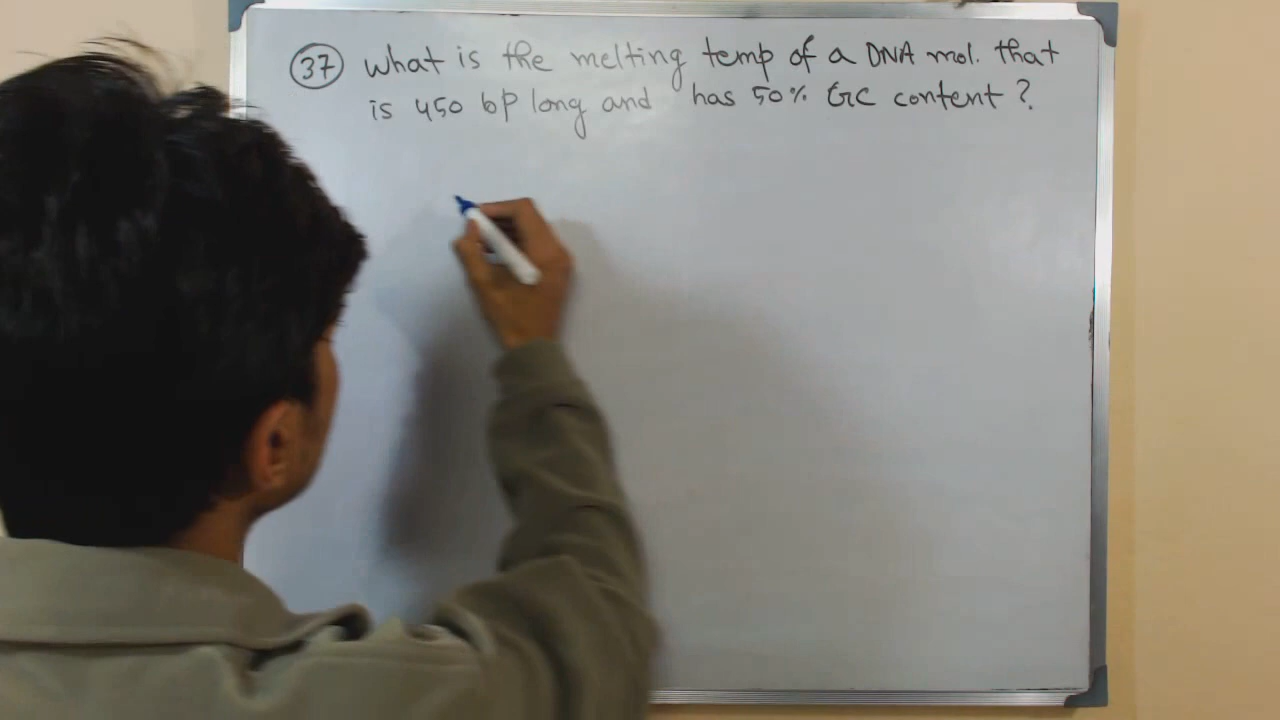 37 What is the melting temp of a DNA mol. that
is 450 bp long and has 50% GC content ?